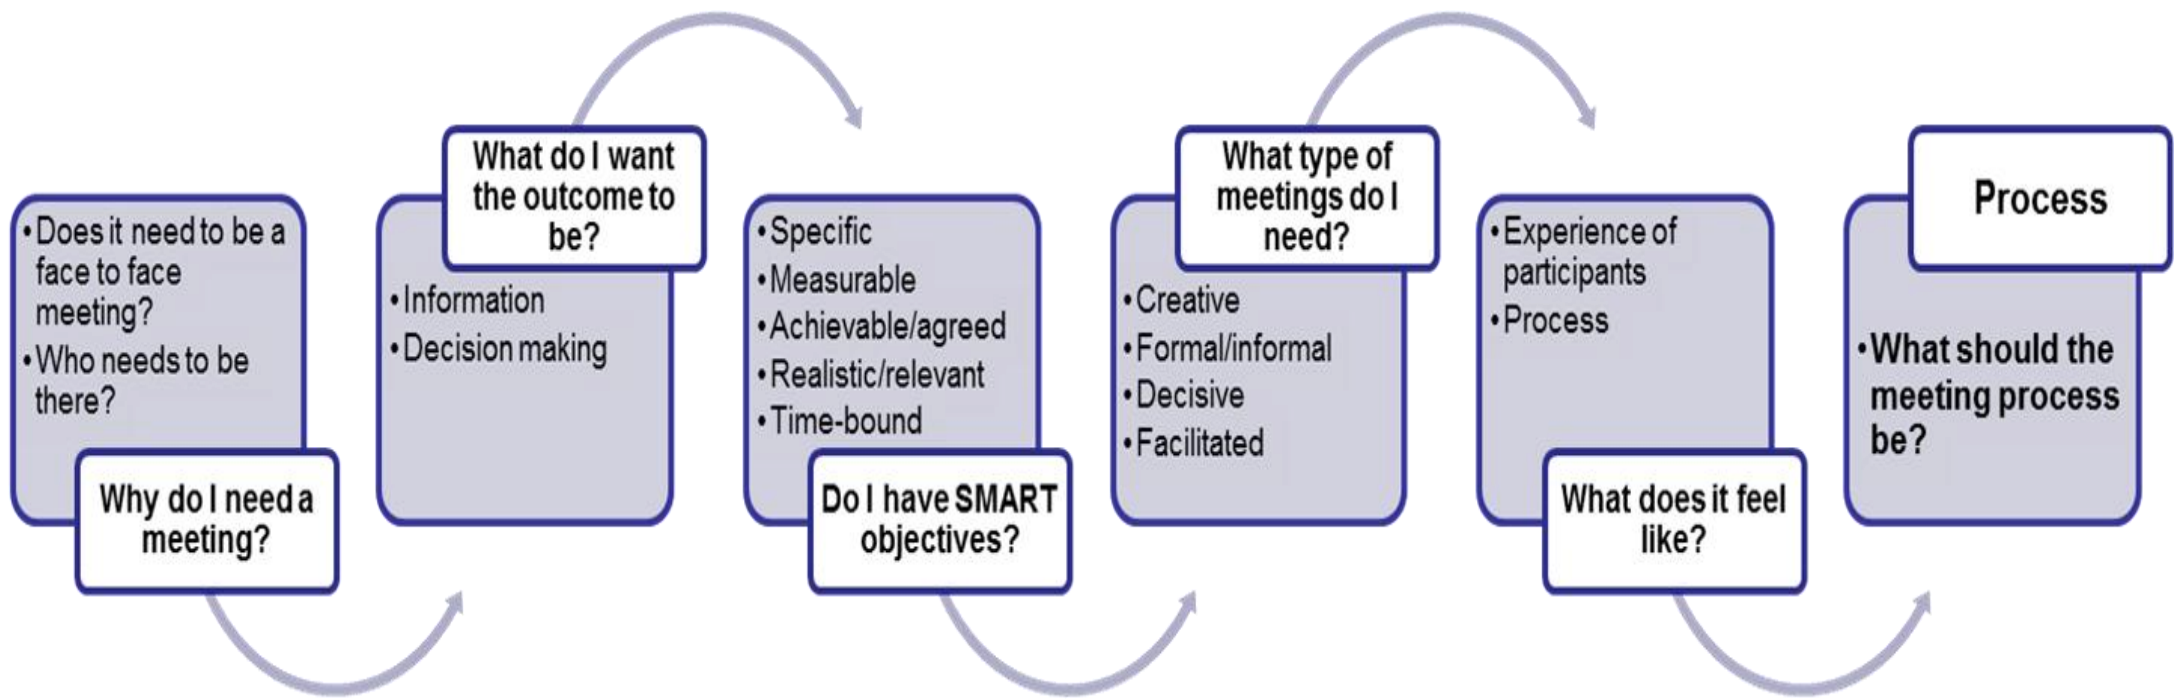 •Does it need to be a
face to face
meeting?
•Who needs to be
there?
Why do I need a
meeting?
What do I want
the outcome to
be?
•Information
•Decision making
•Specific
•Measurable
•Achievable/agreed
•Realistic/relevant
•Time-bound
Do I have SMART
objectives?
What type of
meetings do I
need?
•Creative
•Formal/informal
•Decisive
•Facilitated
•Experience of
participants
•Process
What does it feel
like?
Process
•What should the
meeting process
be?